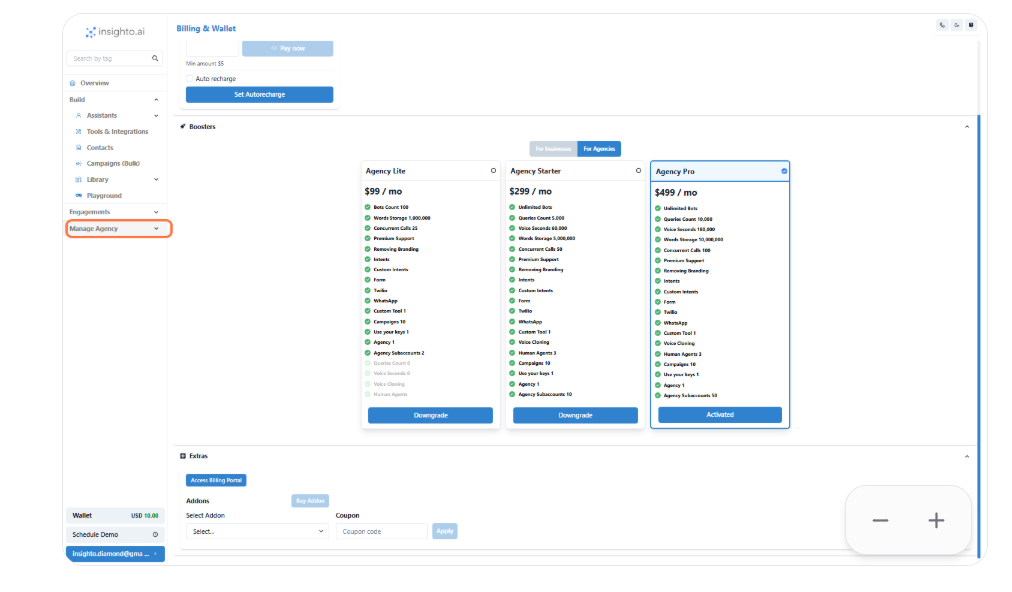 insighto.ai
Billing & Wallet
Search by tag
Pay now
Min amount $5
Auto recharge
Set Autorecharge
Overview
Build
Assistants
Tools & Integrations
Contacts
Campaigns (Bulk)
Library
Playground
Engagements
Manage Agency
Boosters
For businesses
For Agencies
Agency Lite
$99 / mo
Bots Count 100
Words Storage 1,000,000
Concurrent Calls 25
Premium Support
Removing Branding
Intents
Custom Intents
Form
Twilio
WhatsApp
Custom Tool 1
Campaigns 10
Use your keys 1
Agency 1
Agency Subaccounts 2
Queries Count 0
Voice Seconds 0
Voice Cloning
Human Agents
Downgrade
Agency Starter
$299 / mo
Unlimited Bots
Queries Count 5,000
Voice Seconds 60,000
Words Storage 5,000,000
Concurrent Calls 50
Premium Support
Removing Branding
Intents
Custom Intents
Form
Twilio
WhatsApp
Custom Tool 1
Voice Cloning
Human Agents 3
Campaigns 10
Use your keys 1
Agency 1
Agency Subaccounts 10
Downgrade
Agency Pro
$499 / mo
Unlimited Bots
Queries Count 10,000
Voice Seconds 180,000
Words Storage 10,000,000
Concurrent Calls 100
Premium Support
Removing Branding
Intents
Custom Intents
Form
Twilio
WhatsApp
Custom Tool 1
Voice Cloning
Human Agents 3
Campaigns 10
Use your keys 1
Agency 1
Agency Subaccounts 50
Activated
Extras
Access Billing Portal
Addons
Buy Addon
Select Addon
Coupon
Select...
Coupon code
Apply
Wallet
USD 10.00
Schedule Demo
insighto.diamond@gma ...